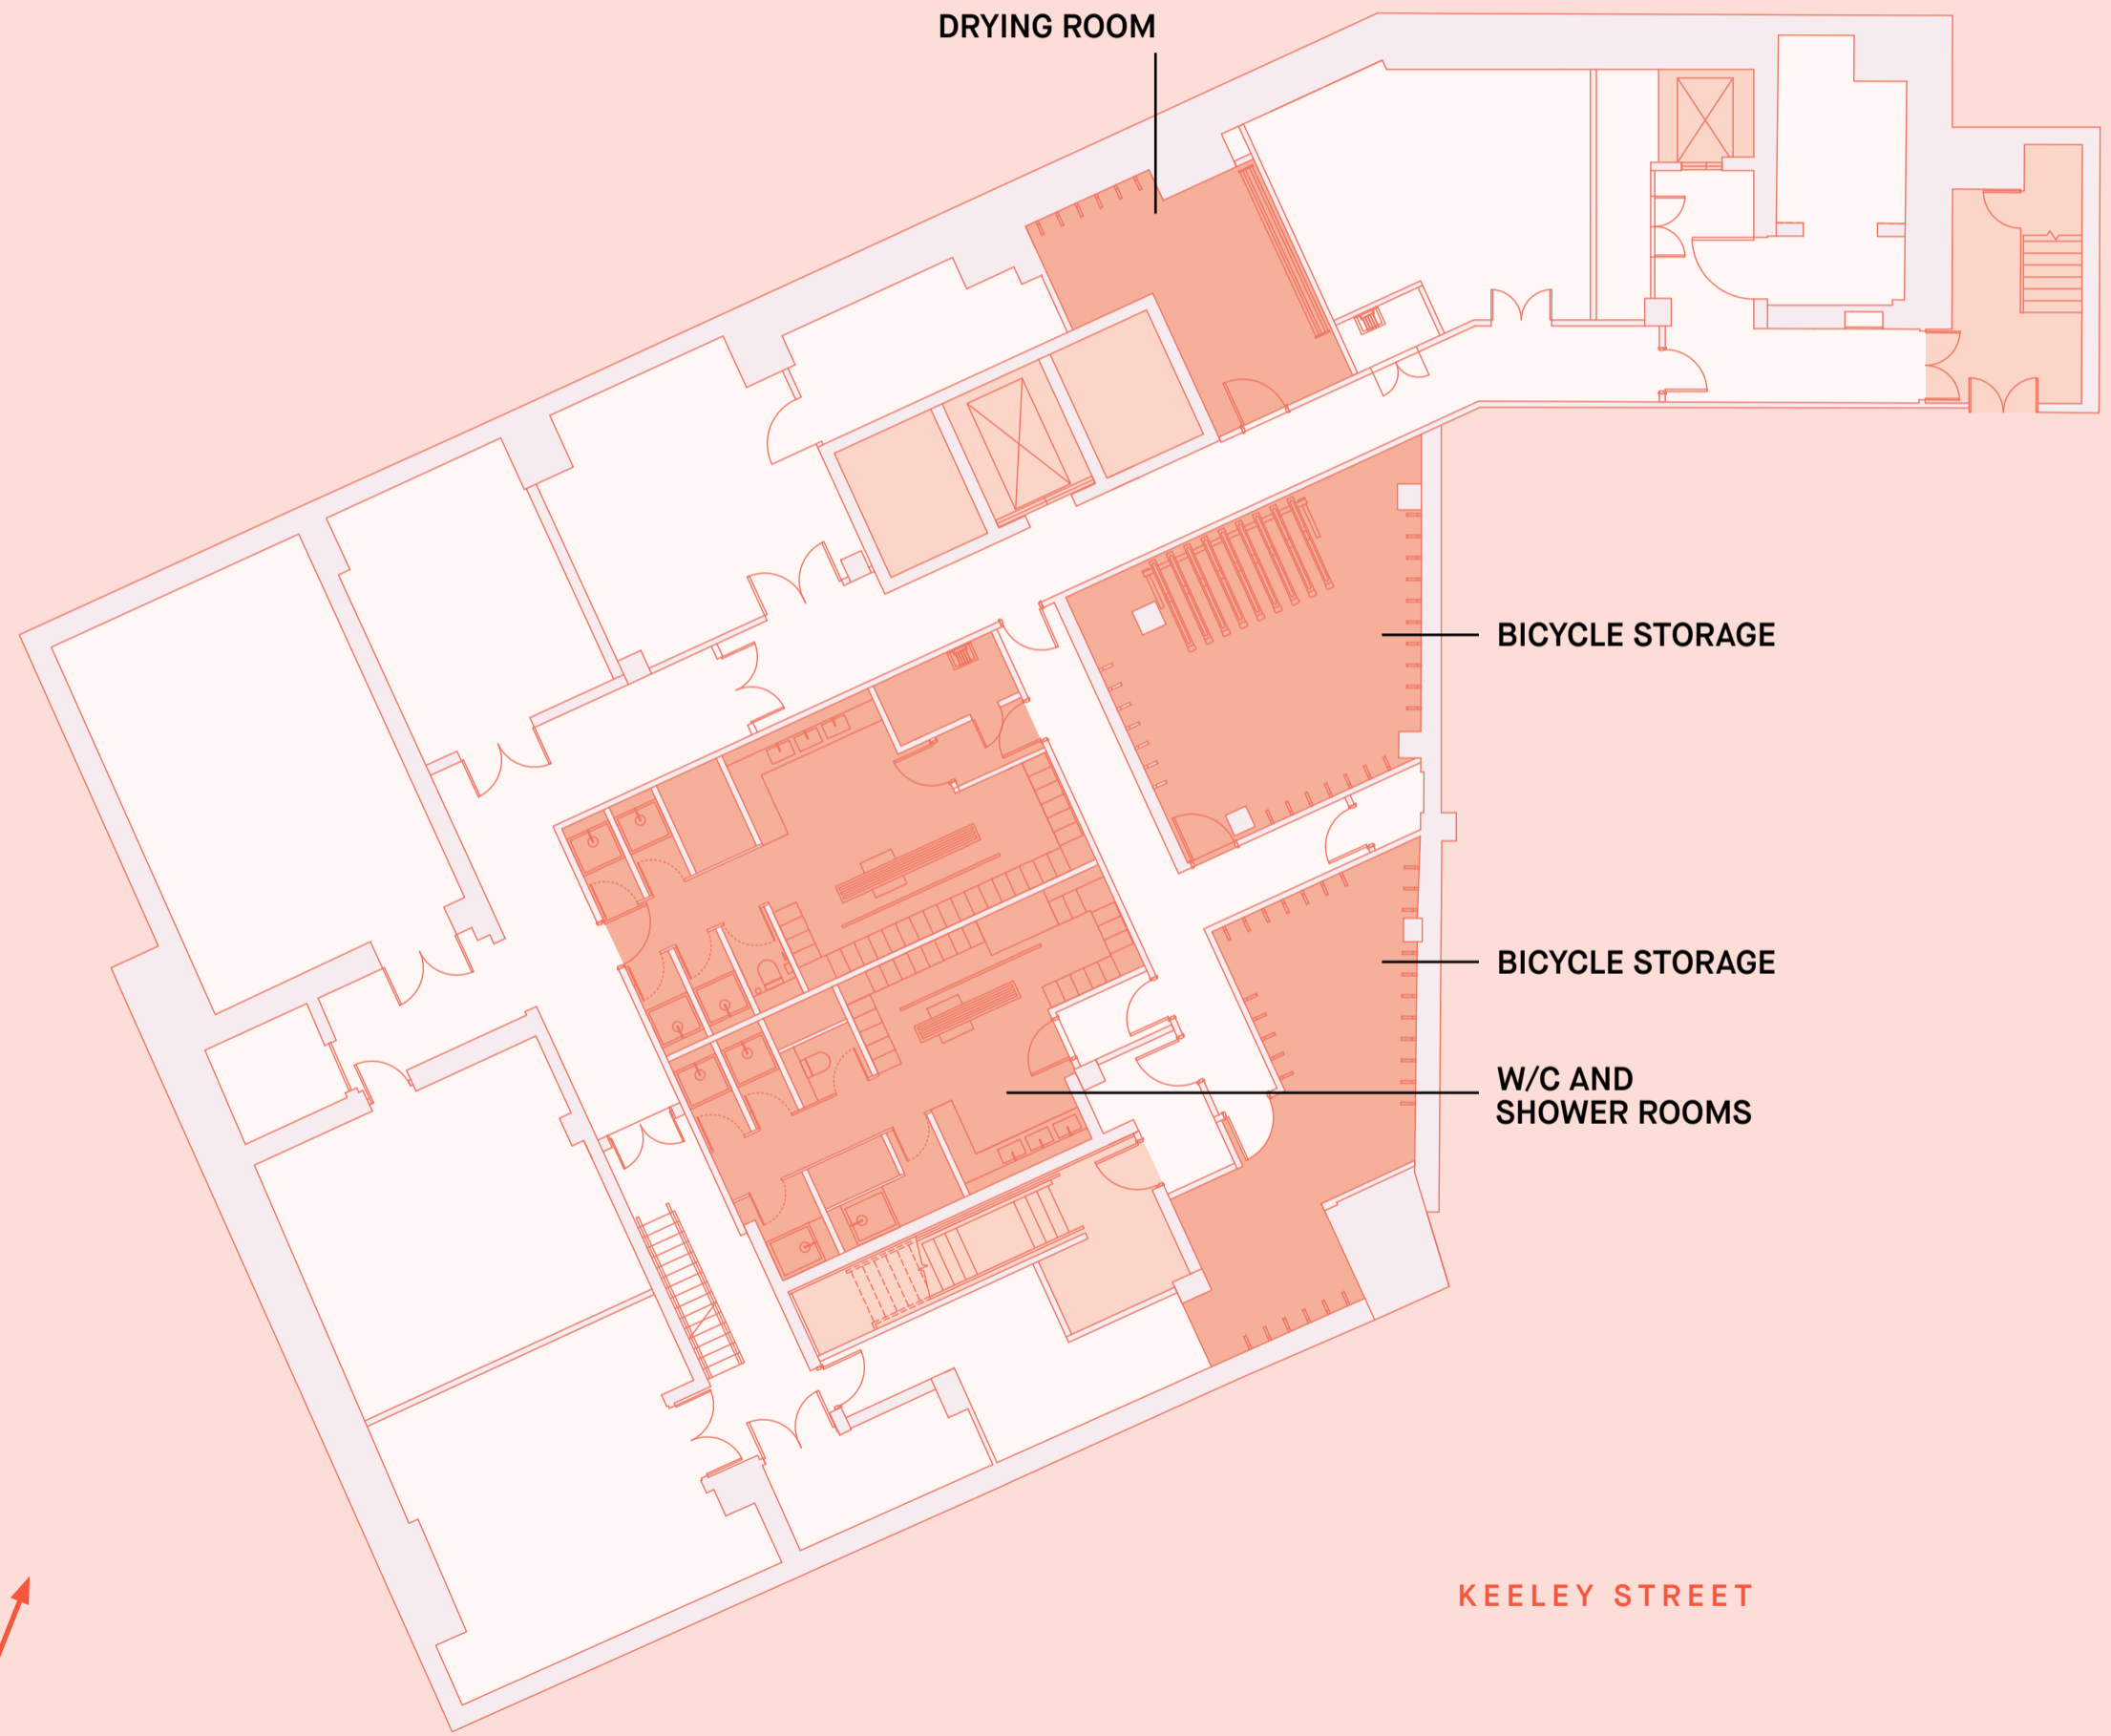 DRYING ROOM
BICYCLE STORAGE
BICYCLE STORAGE
W/C AND
SHOWER ROOMS
KEELEY STREET